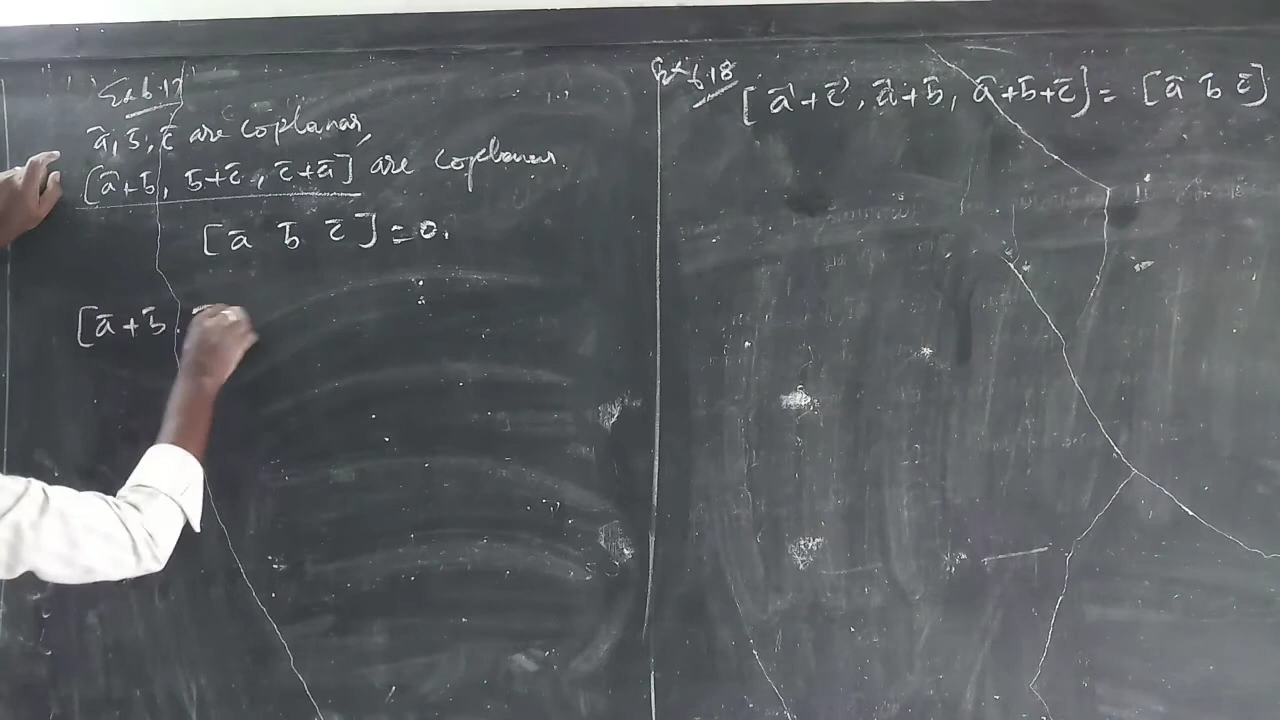 Ex 6.17
a̅, b̅, c̅ are coplanar,
[a̅+b̅, b̅+c̅, c̅+a̅] are coplanar.
[a̅ b̅ c̅] = 0.
[a̅+b̅
Ex 6.18
[a̅+c̅, a̅+b̅, a̅+b̅+c̅] = [a̅ b̅ c̅]